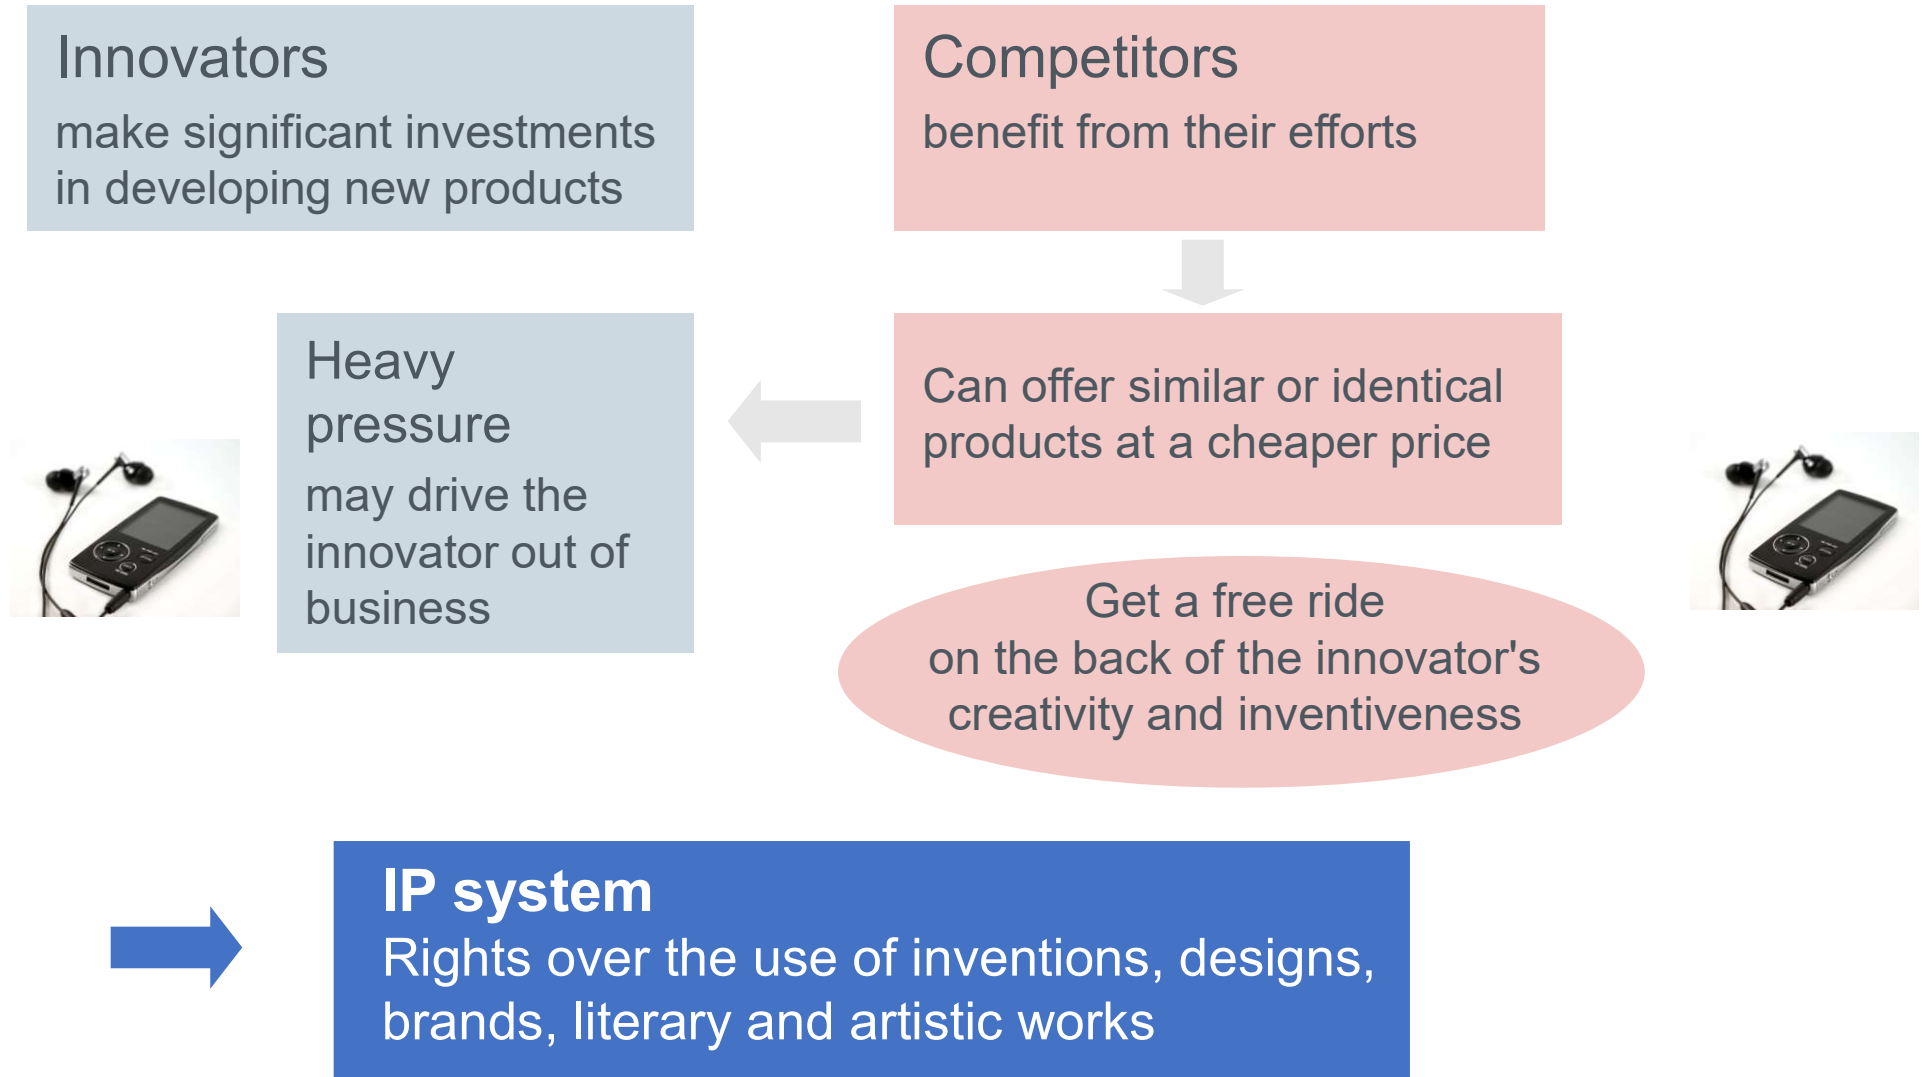 Innovators
make significant investments
in developing new products
Competitors
benefit from their efforts
Can offer similar or identical
products at a cheaper price
Heavy
pressure
may drive the
innovator out of
business
Get a free ride
on the back of the innovator's
creativity and inventiveness
IP system
Rights over the use of inventions, designs,
brands, literary and artistic works